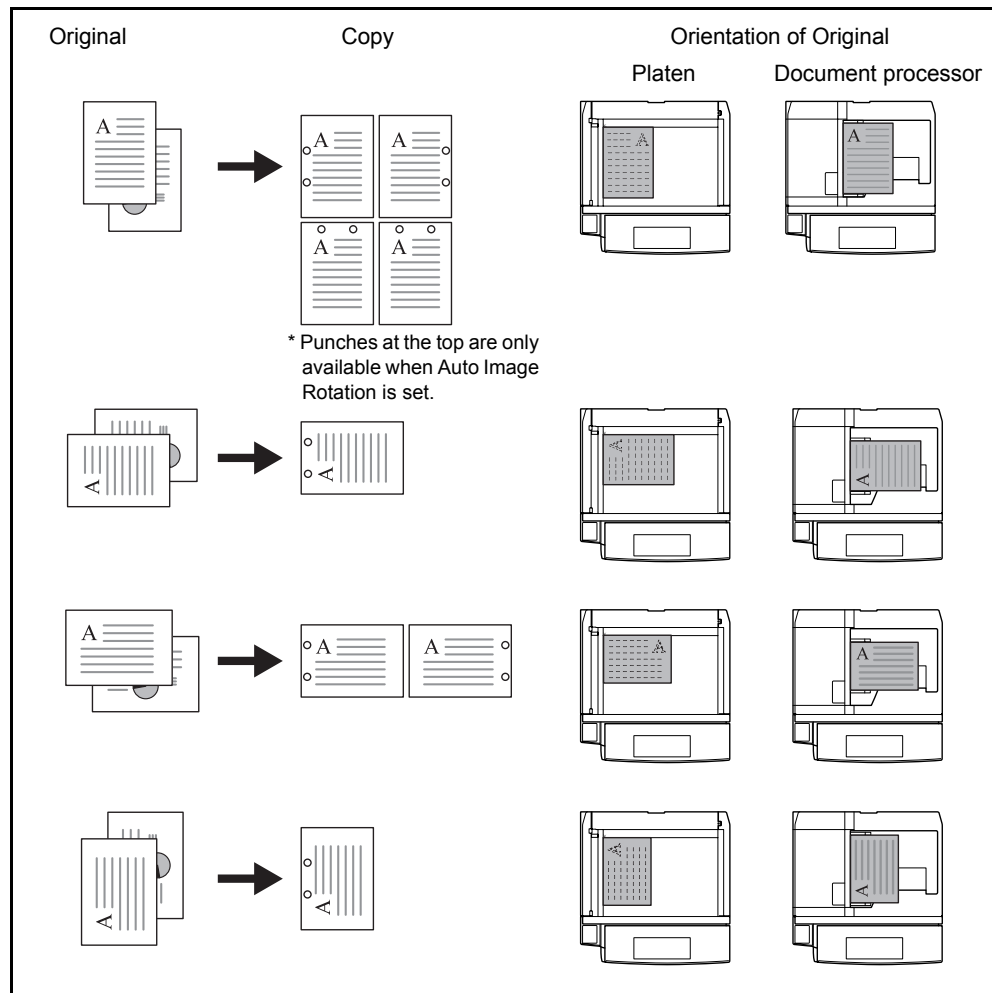 Original Copy Orientation of Original
Platen Document processor
A A A A A
A A
* Punches at the top are only
available when Auto Image
Rotation is set.
A A A A
A A A A A
A A A A